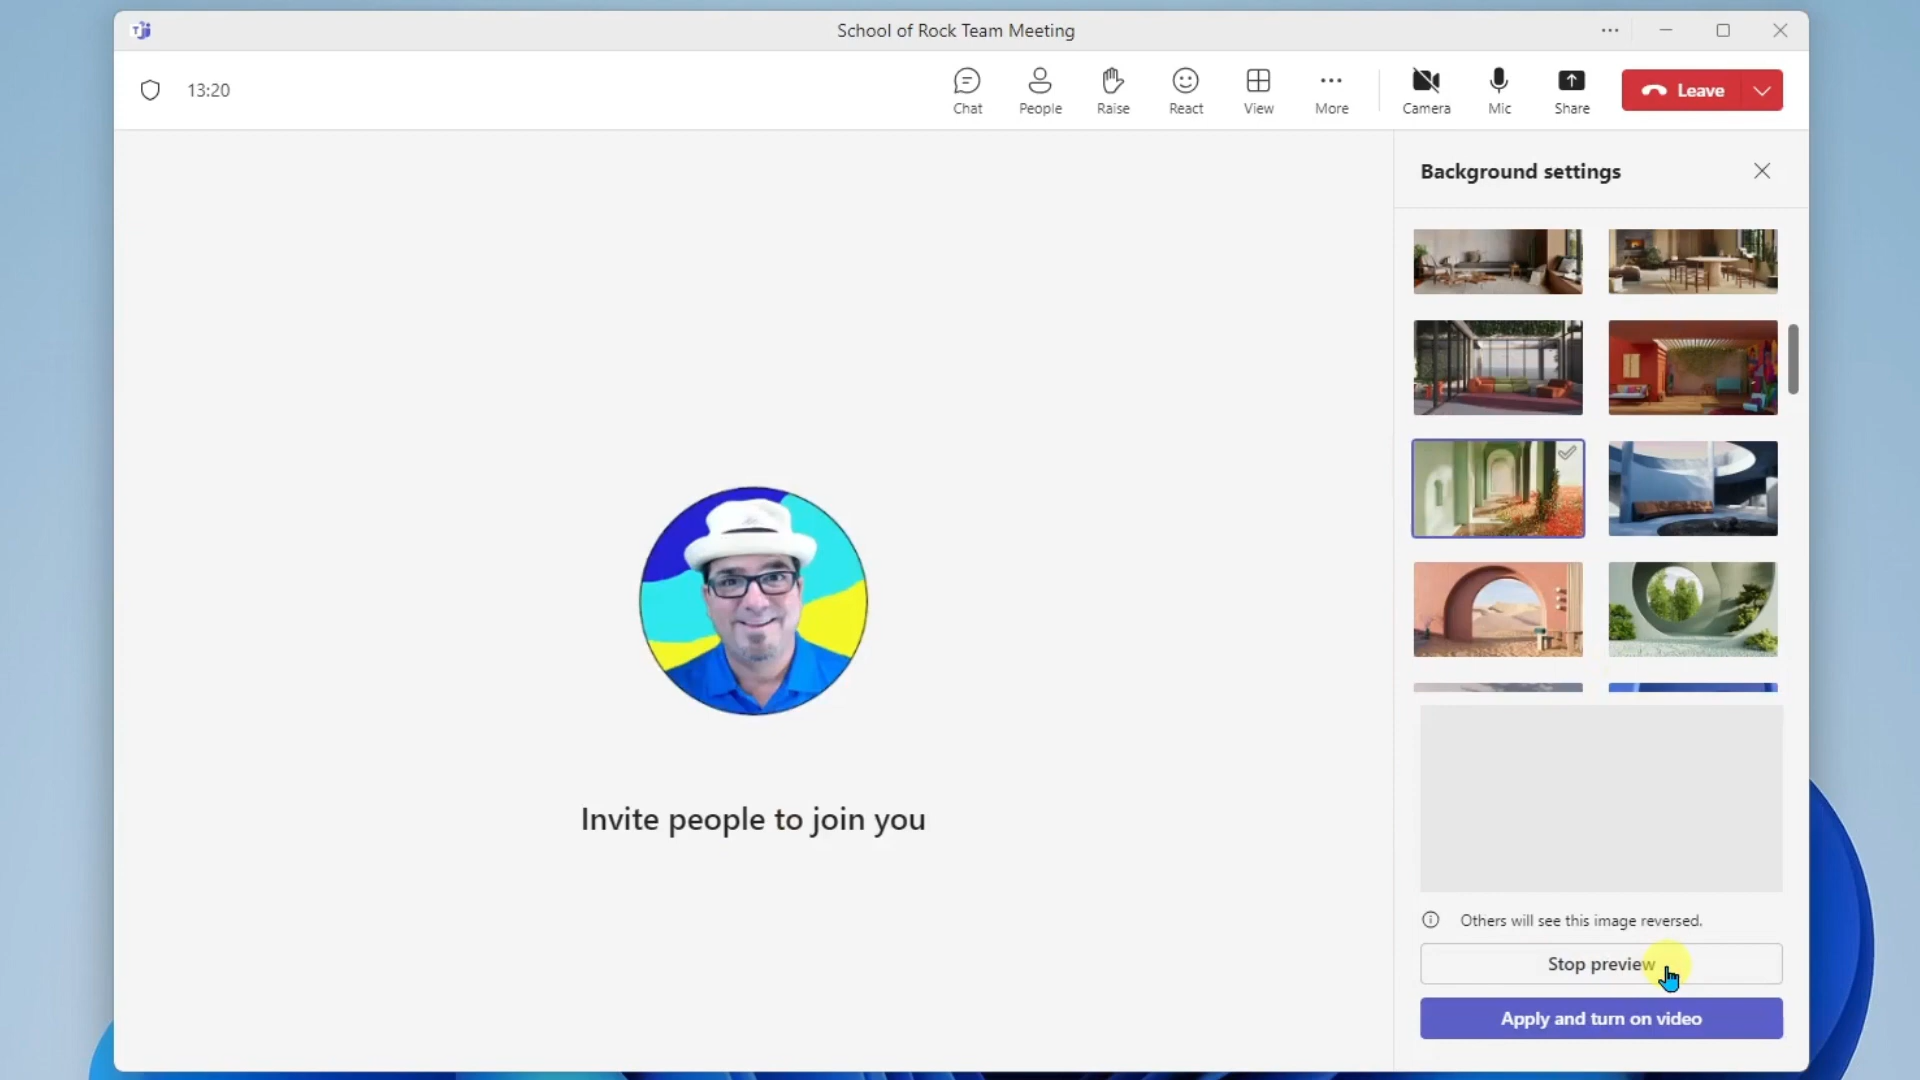 School of Rock Team Meeting
13:20
Chat
People
Raise
React
View
More
Camera
Mic
Share
Leave
Background settings
Invite people to join you
Others will see this image reversed.
Stop preview
Apply and turn on video